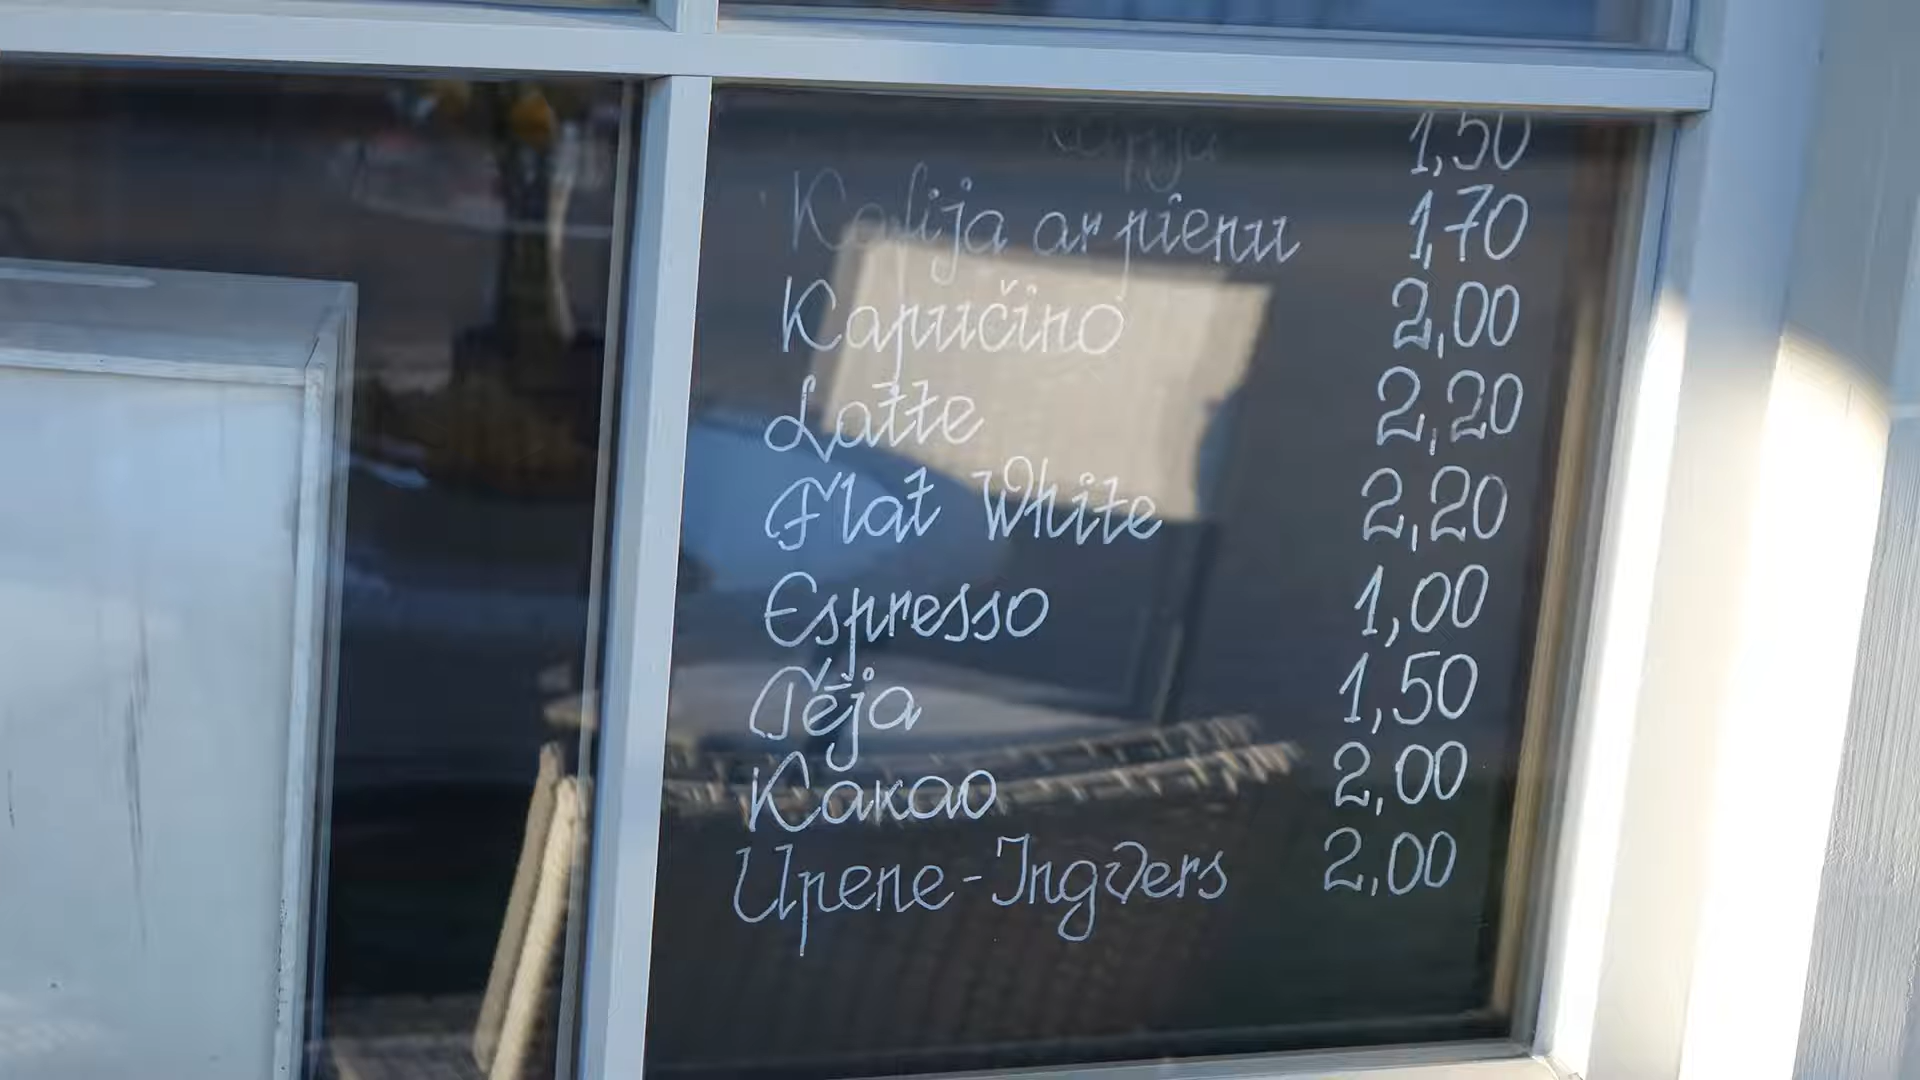 Kafija 1,50
Kafija ar pienu 1,70
Kapučino 2,00
Latte 2,20
Flat White 2,20
Espresso 1,00
Tēja 1,50
Kakao 2,00
Upene-Ingvers 2,00